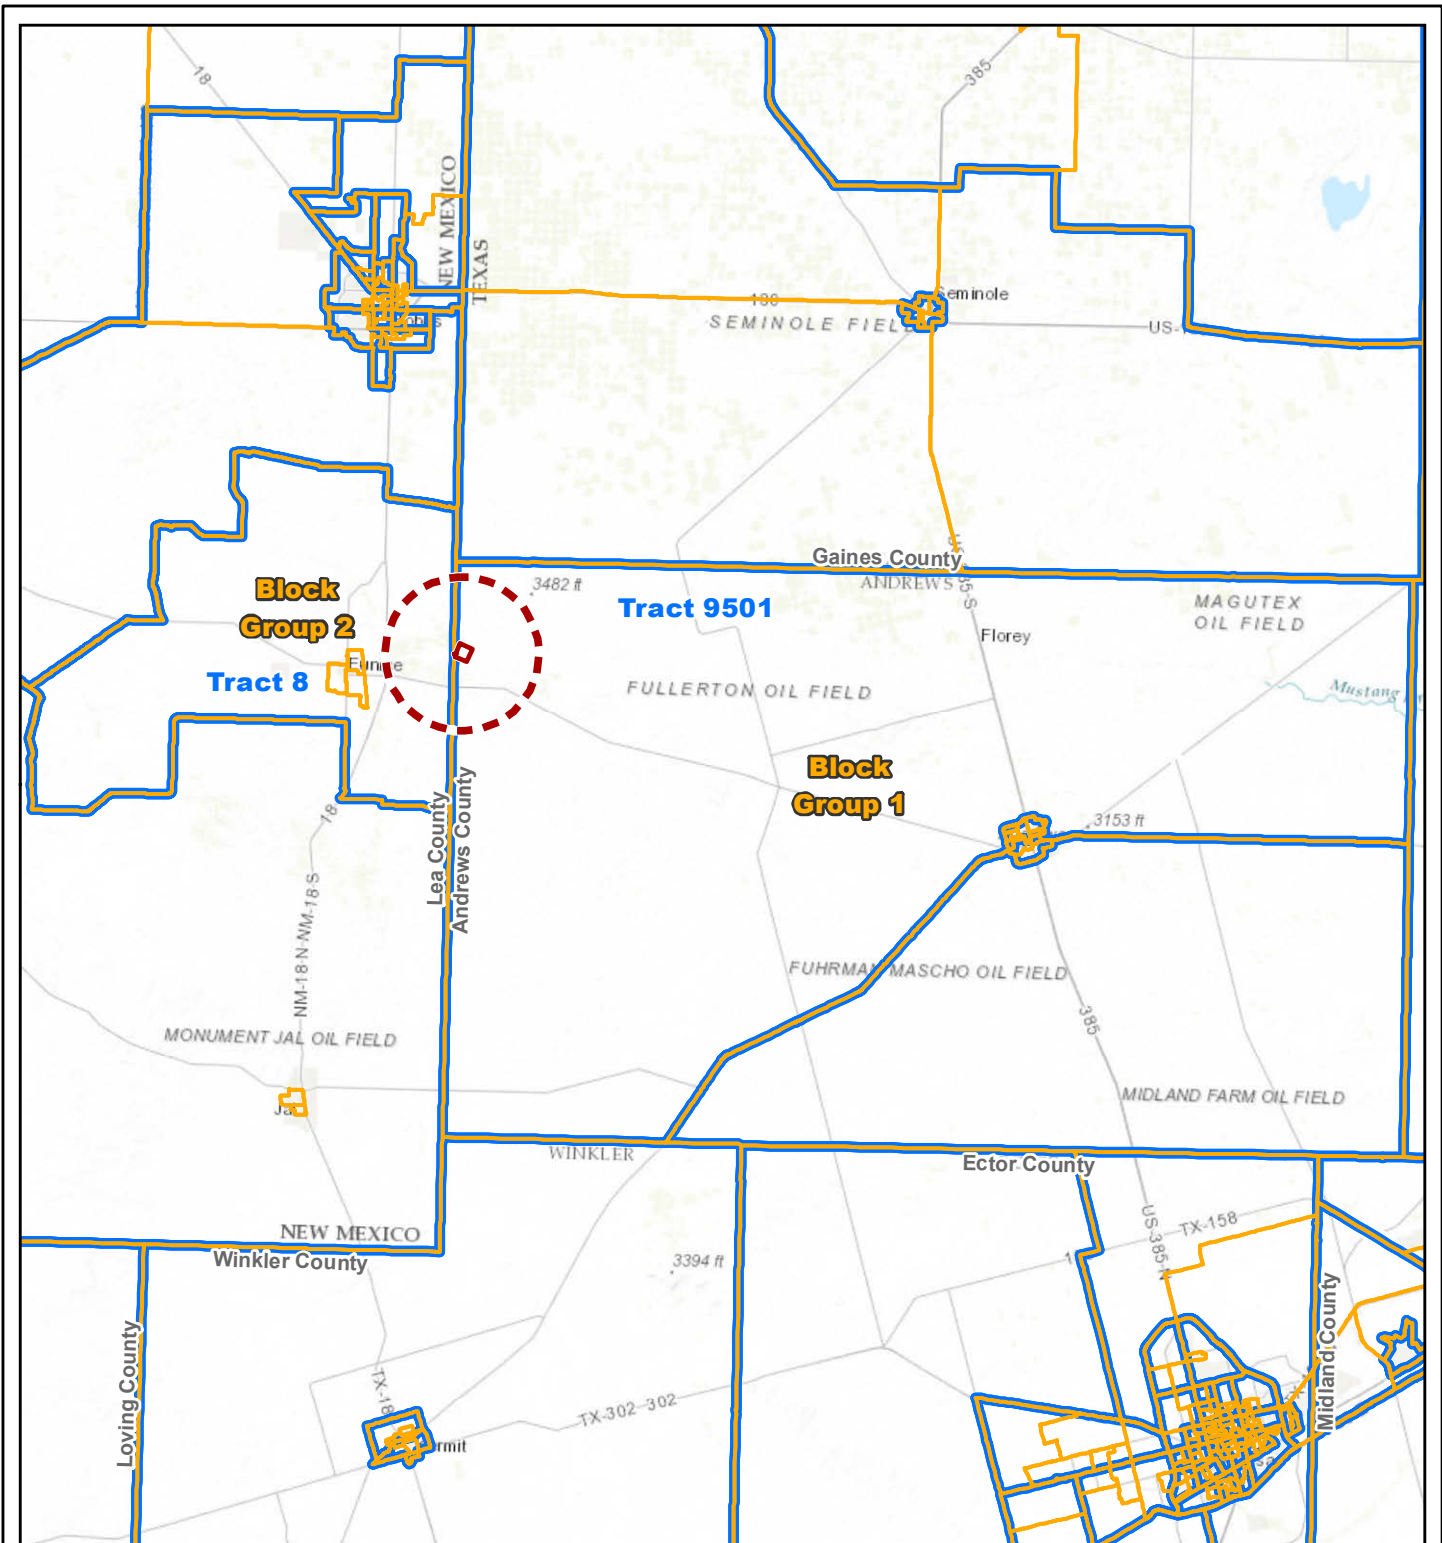 18
385
NEW MEXICO
TEXAS
Seminole
180
SEMINOLE FIELD
US-
Gaines County
ANDREWS
3482 ft
Block
Group 2
Tract 9501
MAGUTEX
OIL FIELD
Florey
Eunice
Tract 8
FULLERTON OIL FIELD
Mustang
Block
Group 1
3153 ft
18
Lea County
Andrews County
NM-18-N-NM-18-S
FUHRMAN MASCHO OIL FIELD
385
MONUMENT JAL OIL FIELD
MIDLAND FARM OIL FIELD
Jal
WINKLER
Ector County
NEW MEXICO
Winkler County
3394 ft
US-385-N
TX-158
Loving County
Midland County
TX-18
TX-302 302
rmit